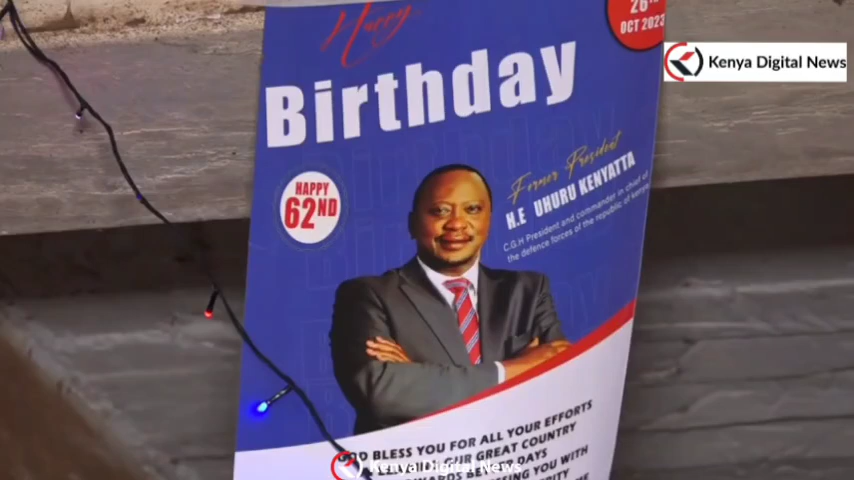 Happy
26TH
OCT 2023
Birthday
Kenya Digital News
HAPPY
62ND
Former President
H.E UHURU KENYATTA
C.G.H President and commander in chief of
the defence forces of the republic of kenya
GOD BLESS YOU FOR ALL YOUR EFFORTS
OUR GREAT COUNTRY
DAYS
Kenya Digital News
YOU WITH